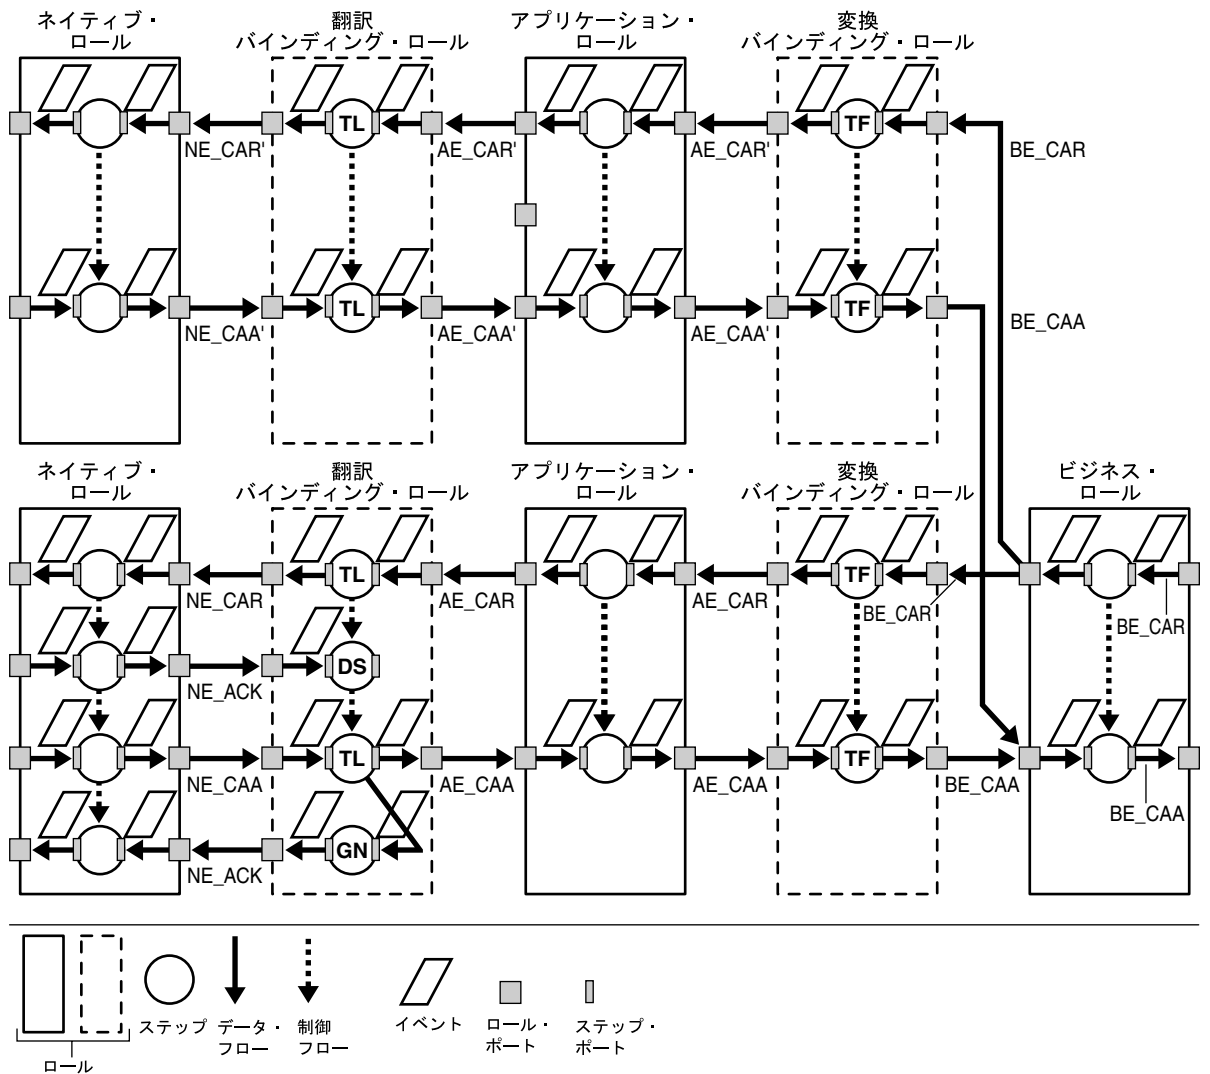 ネイティブ・
ロール
翻訳
バインディング・ロール
アプリケーション・
ロール
変換
バインディング・ロール
TL
TF
NE_CAR'
AE_CAR'
AE_CAR'
BE_CAR
TL
TF
NE_CAA'
AE_CAA'
AE_CAA'
BE_CAA
ネイティブ・
ロール
翻訳
バインディング・ロール
アプリケーション・
ロール
変換
バインディング・ロール
ビジネス・
ロール
TL
TF
NE_CAR
AE_CAR
AE_CAR
BE_CAR
BE_CAR
DS
NE_ACK
TL
TF
NE_CAA
AE_CAA
AE_CAA
BE_CAA
BE_CAA
GN
NE_ACK
ロール
ステップ
データ・
フロー
制御
フロー
イベント
ロール・
ポート
ステップ・
ポート